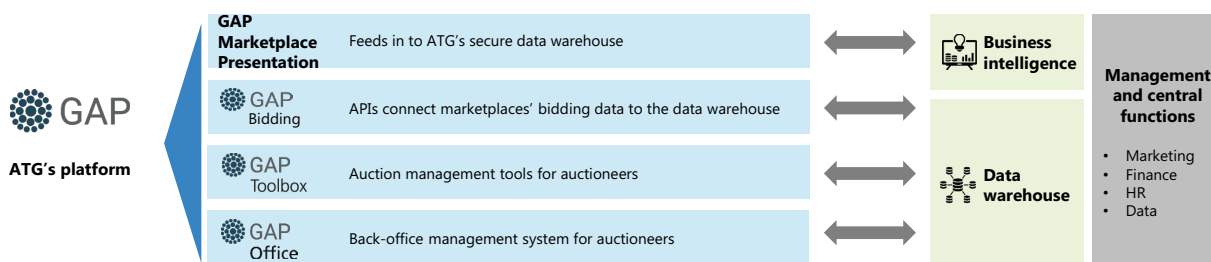 GAP
ATG's platform
GAP
Marketplace
Presentation
Feeds in to ATG's secure data warehouse
GAP
Bidding
APIs connect marketplaces' bidding data to the data warehouse
GAP
Toolbox
Auction management tools for auctioneers
GAP
Office
Back-office management system for auctioneers
Business
intelligence
Data
warehouse
Management
and central
functions
• Marketing
• Finance
• HR
• Data